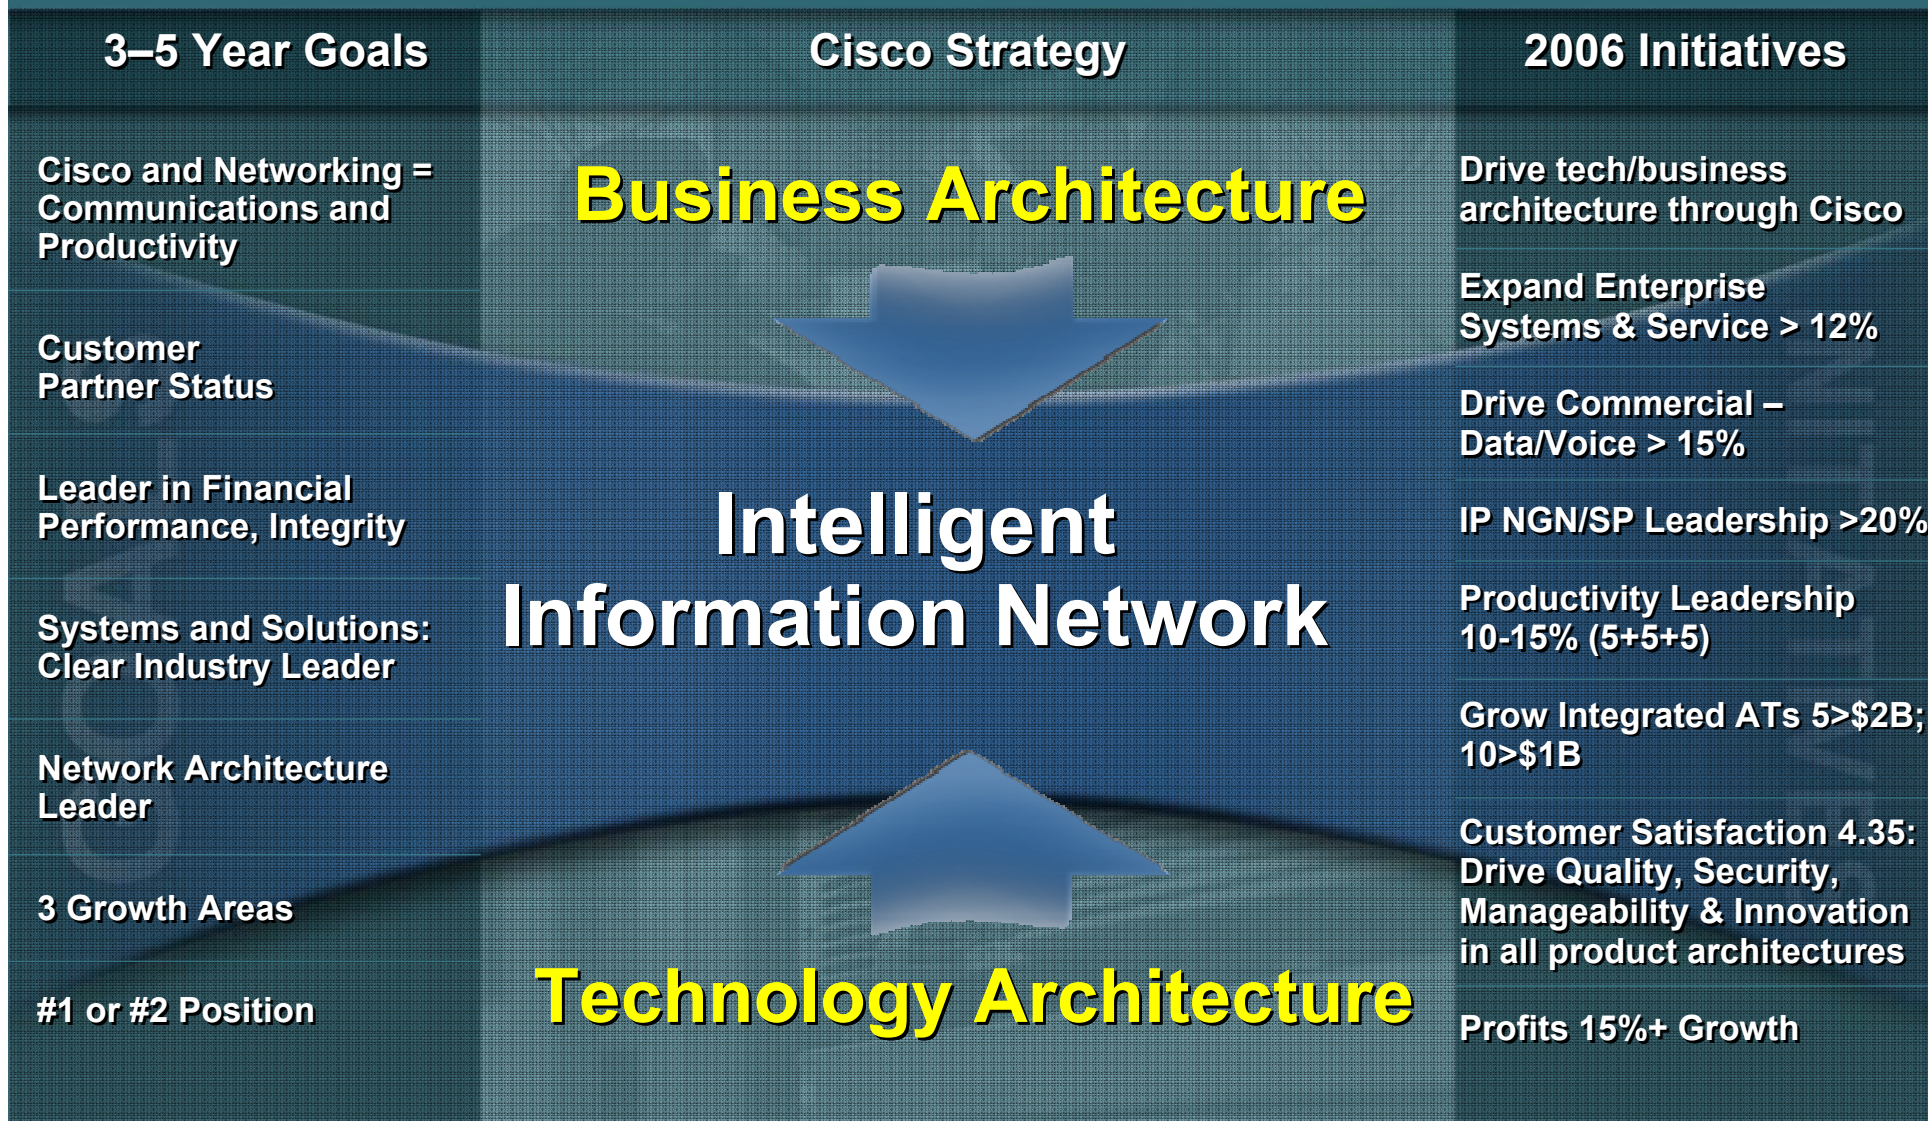 3–5 Year Goals
Cisco Strategy
2006 Initiatives
Cisco and Networking =
Communications and
Productivity
Customer
Partner Status
Leader in Financial
Performance, Integrity
Systems and Solutions:
Clear Industry Leader
Network Architecture
Leader
3 Growth Areas
#1 or #2 Position
GOALS
Business Architecture
Intelligent
Information Network
Technology Architecture
Drive tech/business
architecture through Cisco
Expand Enterprise
Systems & Service > 12%
Drive Commercial –
Data/Voice > 15%
IP NGN/SP Leadership >20%
Productivity Leadership
10-15% (5+5+5)
Grow Integrated ATs 5>$2B;
10>$1B
Customer Satisfaction 4.35:
Drive Quality, Security,
Manageability & Innovation
in all product architectures
Profits 15%+ Growth